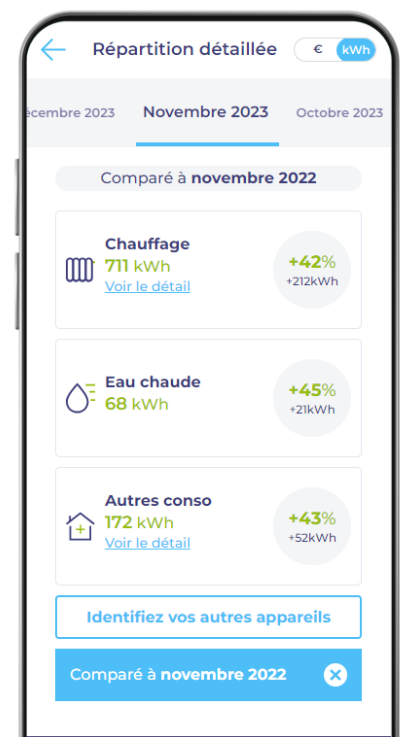 Répartition détaillée € kWh
écembre 2023 Novembre 2023 Octobre 2023
Comparé à novembre 2022
Chauffage
711 kWh
Voir le détail
+42%
+212kWh
Eau chaude
68 kWh
+45%
+21kWh
Autres conso
172 kWh
Voir le détail
+43%
+52kWh
Identifiez vos autres appareils
Comparé à novembre 2022